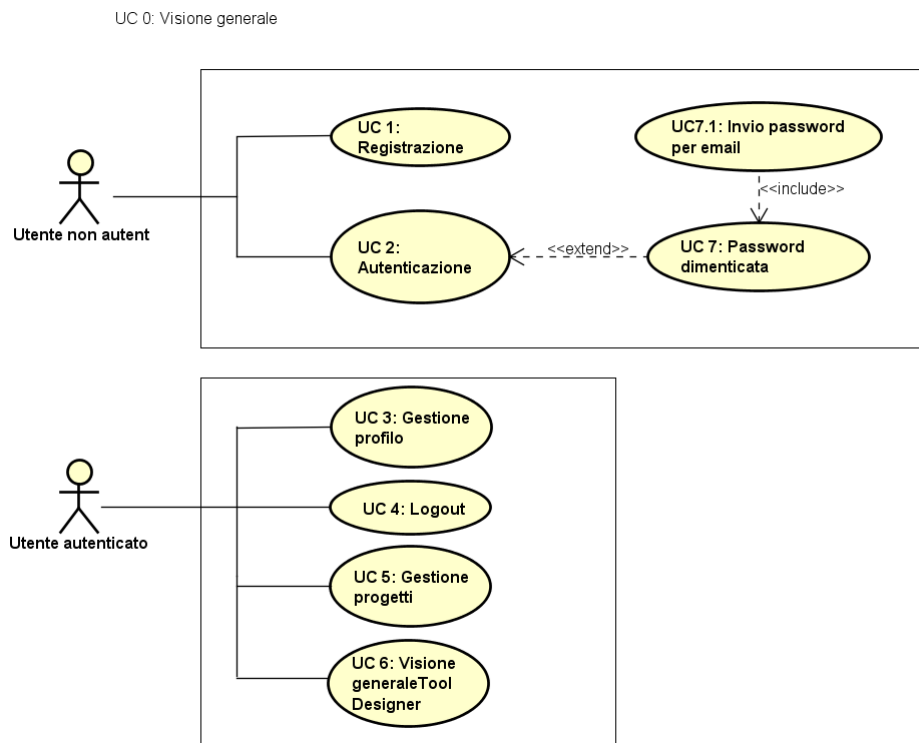 UC 0: Visione generale
UC 1:
Registrazione
UC7.1: Invio password
per email
<<include>>
Utente non autent
UC 2:
Autenticazione
<<extend>>
UC 7: Password
dimenticata
UC 3: Gestione
profilo
UC 4: Logout
Utente autenticato
UC 5: Gestione
progetti
UC 6: Visione
generaleTool
Designer